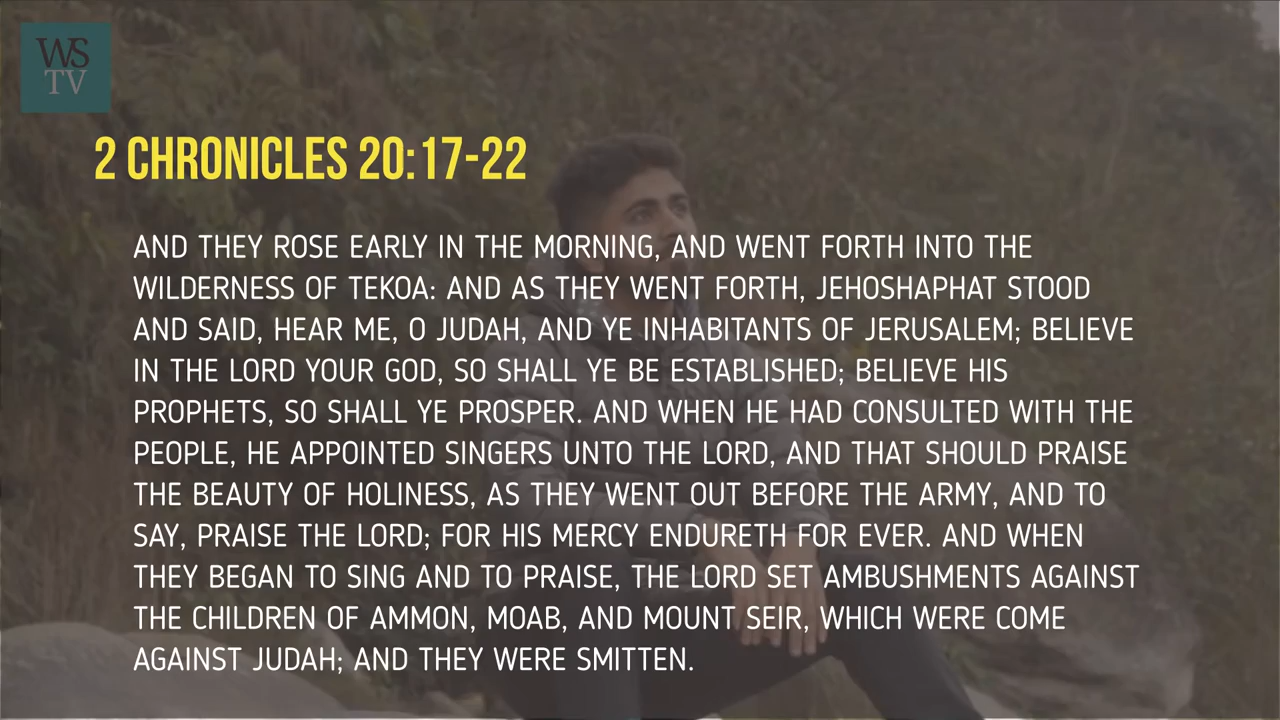 WS
TV
2 CHRONICLES 20:17-22
AND THEY ROSE EARLY IN THE MORNING, AND WENT FORTH INTO THE
WILDERNESS OF TEKOA: AND AS THEY WENT FORTH, JEHOSHAPHAT STOOD
AND SAID, HEAR ME, O JUDAH, AND YE INHABITANTS OF JERUSALEM; BELIEVE
IN THE LORD YOUR GOD, SO SHALL YE BE ESTABLISHED; BELIEVE HIS
PROPHETS, SO SHALL YE PROSPER. AND WHEN HE HAD CONSULTED WITH THE
PEOPLE, HE APPOINTED SINGERS UNTO THE LORD, AND THAT SHOULD PRAISE
THE BEAUTY OF HOLINESS, AS THEY WENT OUT BEFORE THE ARMY, AND TO
SAY, PRAISE THE LORD; FOR HIS MERCY ENDURETH FOR EVER. AND WHEN
THEY BEGAN TO SING AND TO PRAISE, THE LORD SET AMBUSHMENTS AGAINST
THE CHILDREN OF AMMON, MOAB, AND MOUNT SEIR, WHICH WERE COME
AGAINST JUDAH; AND THEY WERE SMITTEN.